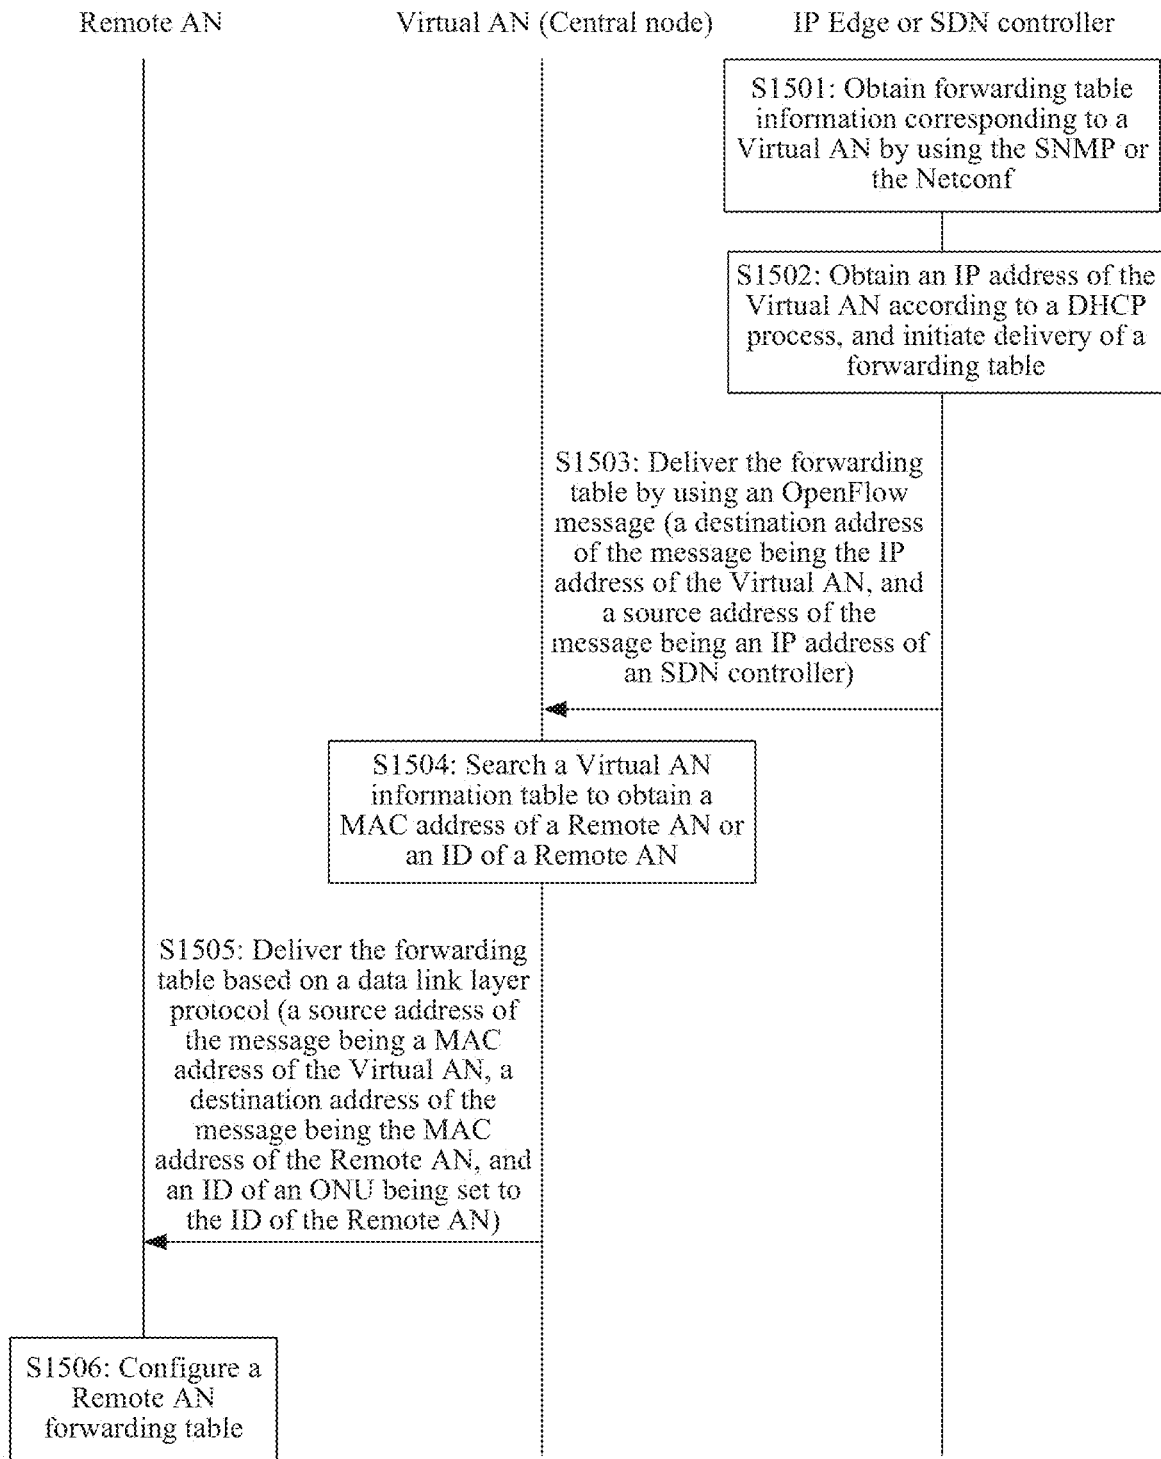 Remote AN
Virtual AN (Central node)
IP Edge or SDN controller
S1501: Obtain forwarding table
information corresponding to a
Virtual AN by using the SNMP or
the Netconf
S1502: Obtain an IP address of the
Virtual AN according to a DHCP
process, and initiate delivery of a
forwarding table
S1503: Deliver the forwarding
table by using an OpenFlow
message (a destination address
of the message being the IP
address of the Virtual AN, and
a source address of the
message being an IP address of
an SDN controller)
S1504: Search a Virtual AN
information table to obtain a
MAC address of a Remote AN or
an ID of a Remote AN
S1505: Deliver the forwarding
table based on a data link layer
protocol (a source address of
the message being a MAC
address of the Virtual AN, a
destination address of the
message being the MAC
address of the Remote AN, and
an ID of an ONU being set to
the ID of the Remote AN)
S1506: Configure a
Remote AN
forwarding table